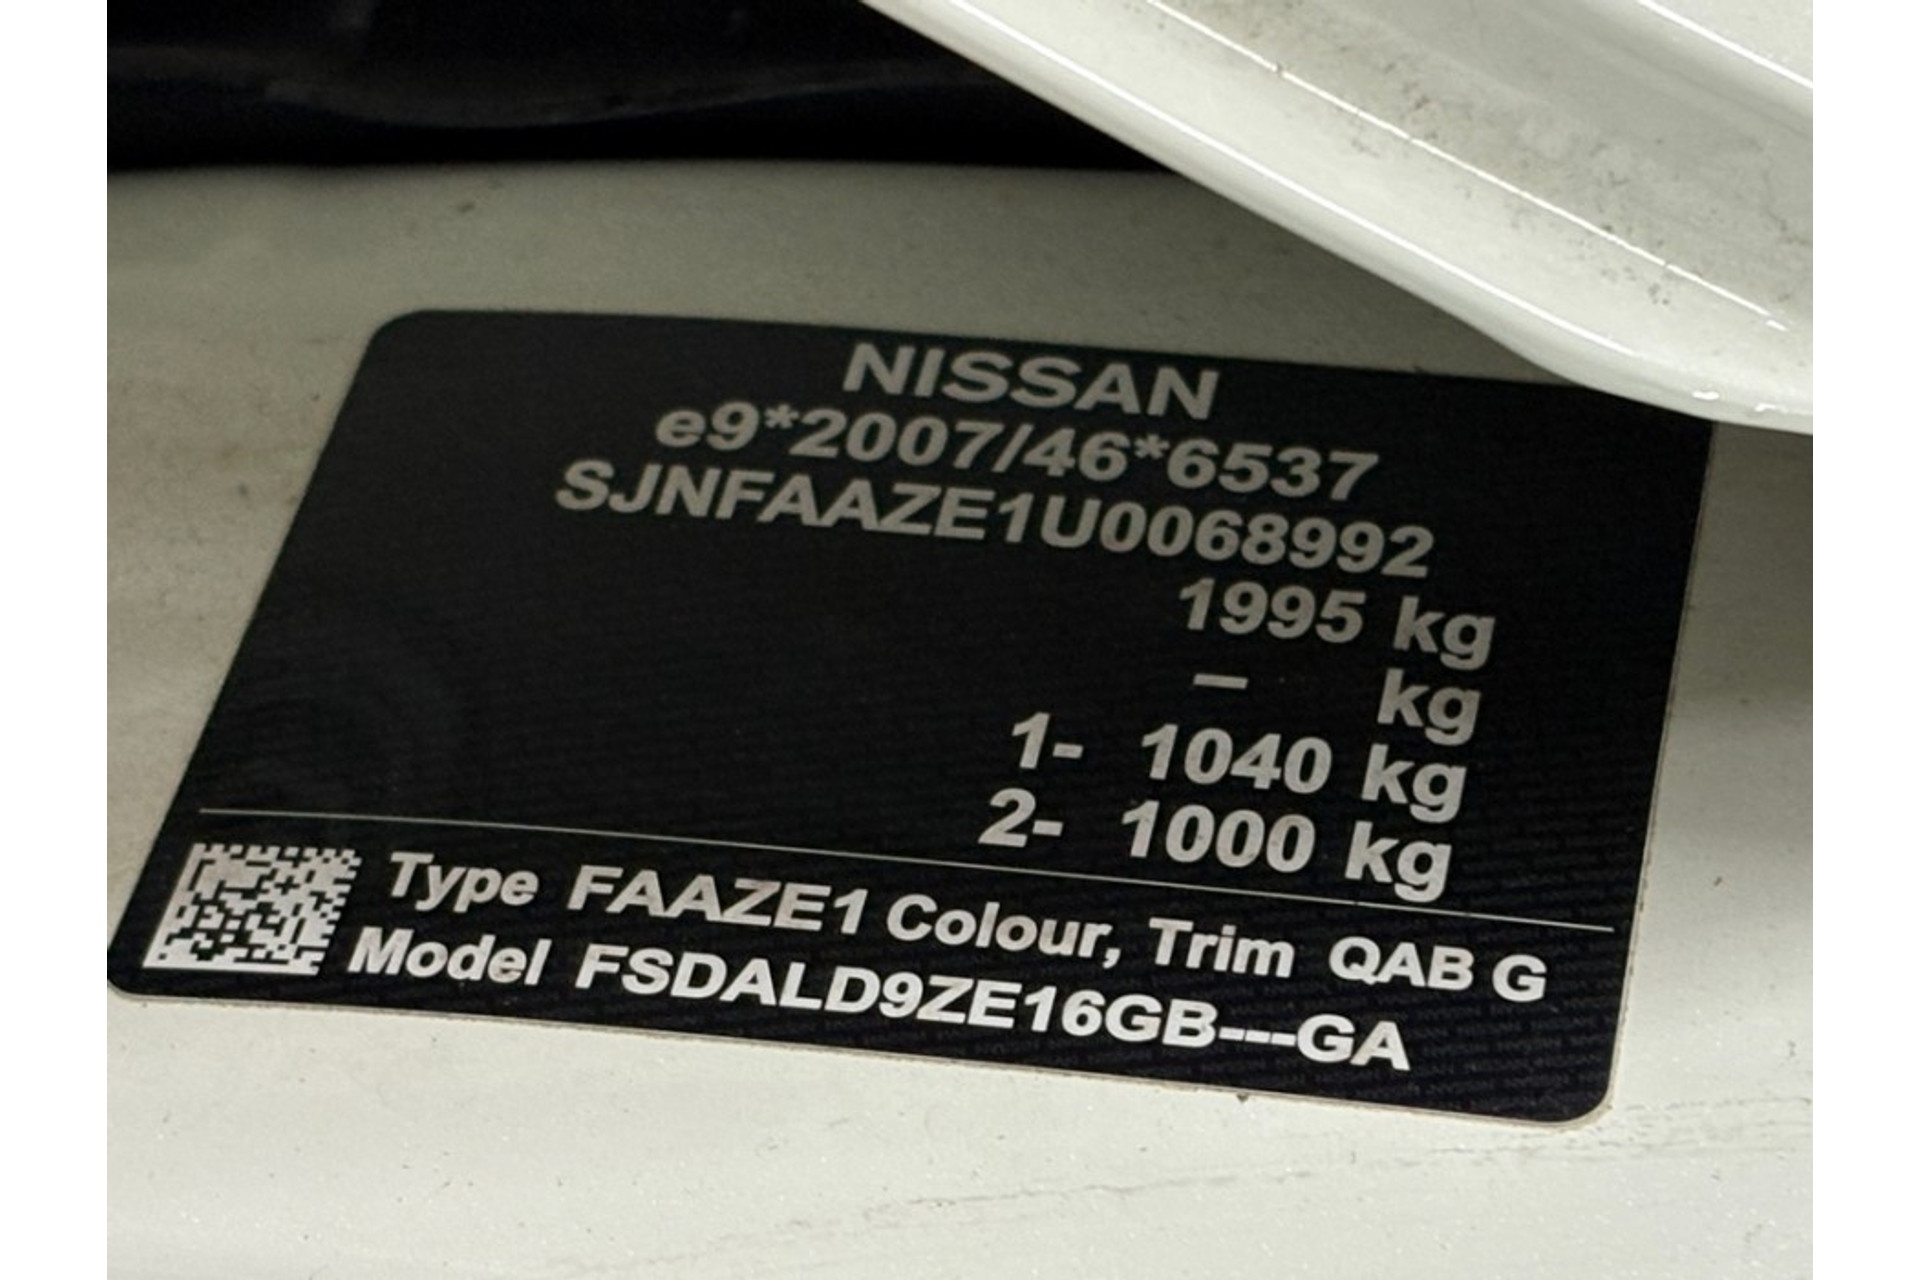 NISSAN
e9*2007/46*6537
SJNFAAZE1U0068992
1995 kg
– kg
1- 1040 kg
2- 1000 kg
Type FAAZE1 Colour, Trim QAB G
Model FSDALD9ZE16GB---GA